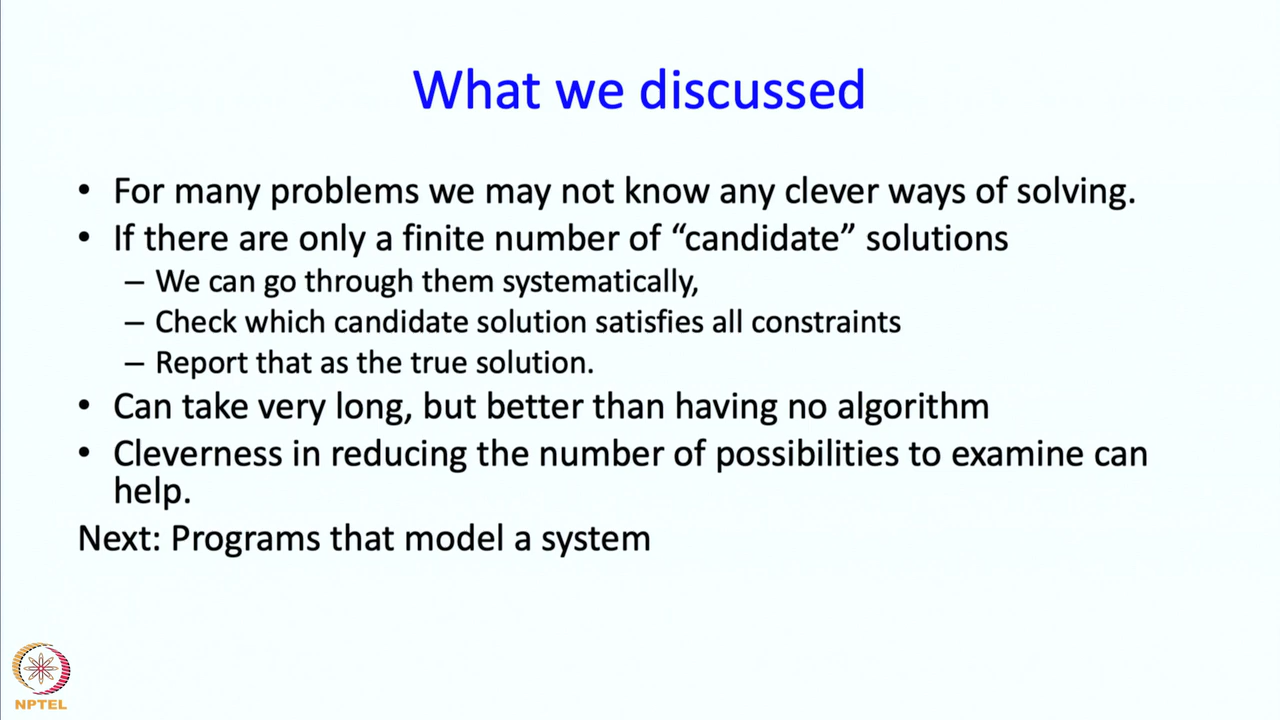 What we discussed
• For many problems we may not know any clever ways of solving.
• If there are only a finite number of “candidate” solutions
– We can go through them systematically,
– Check which candidate solution satisfies all constraints
– Report that as the true solution.
• Can take very long, but better than having no algorithm
• Cleverness in reducing the number of possibilities to examine can
help.
Next: Programs that model a system
NPTEL